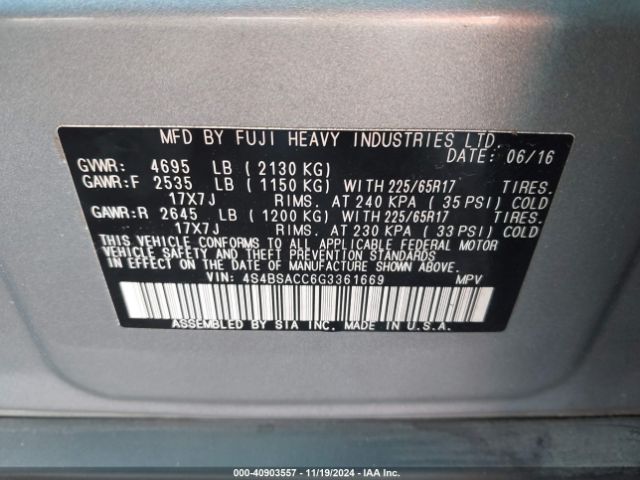 MFD BY FUJI HEAVY INDUSTRIES LTD.
DATE: 06/16
GVWR: 4695 LB (2130 KG)
GAWR:F 2535 LB (1150 KG) WITH 225/65R17 TIRES.
17X7J RIMS. AT 240 KPA (35 PSI) COLD
GAWR:R 2645 LB (1200 KG) WITH 225/65R17 TIRES.
17X7J RIMS. AT 230 KPA (33 PSI) COLD
THIS VEHICLE CONFORMS TO ALL APPLICABLE FEDERAL MOTOR
VEHICLE SAFETY AND THEFT PREVENTION STANDARDS
IN EFFECT ON THE DATE OF MANUFACTURE SHOWN ABOVE.
VIN: 4S4BSACC6G3361669 MPV
ASSEMBLED BY SIA INC. MADE IN U.S.A.
000-40903557 - 11/19/2024 - IAA Inc.